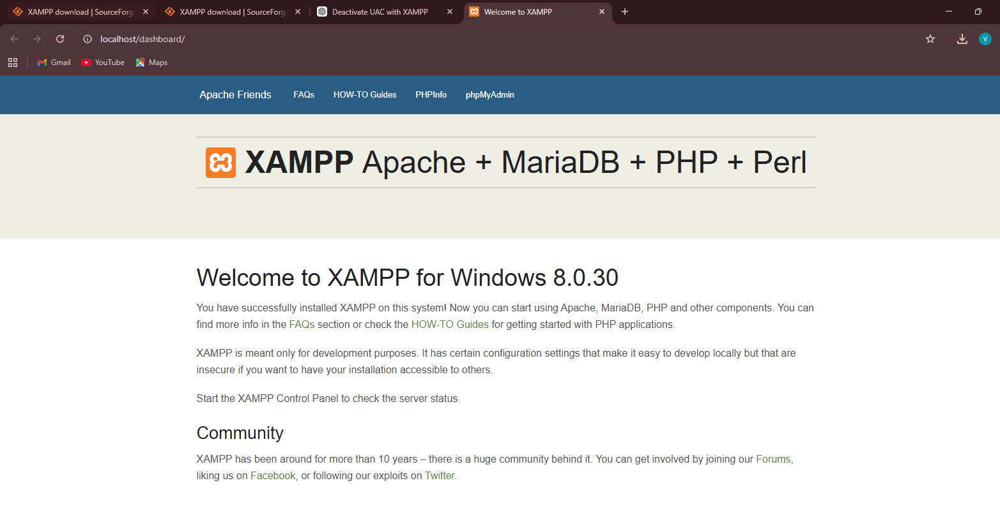 XAMPP download | SourceForge
XAMPP download | SourceForge
Deactivate UAC with XAMPP
Welcome to XAMPP
localhost/dashboard/
V
Gmail
YouTube
Maps
Apache Friends
FAQs
HOW-TO Guides
PHPInfo
phpMyAdmin
XAMPP Apache + MariaDB + PHP + Perl
Welcome to XAMPP for Windows 8.0.30
You have successfully installed XAMPP on this system! Now you can start using Apache, MariaDB, PHP and other components. You can
find more info in the FAQs section or check the HOW-TO Guides for getting started with PHP applications.
XAMPP is meant only for development purposes. It has certain configuration settings that make it easy to develop locally but that are
insecure if you want to have your installation accessible to others.
Start the XAMPP Control Panel to check the server status.
Community
XAMPP has been around for more than 10 years – there is a huge community behind it. You can get involved by joining our Forums,
liking us on Facebook, or following our exploits on Twitter.